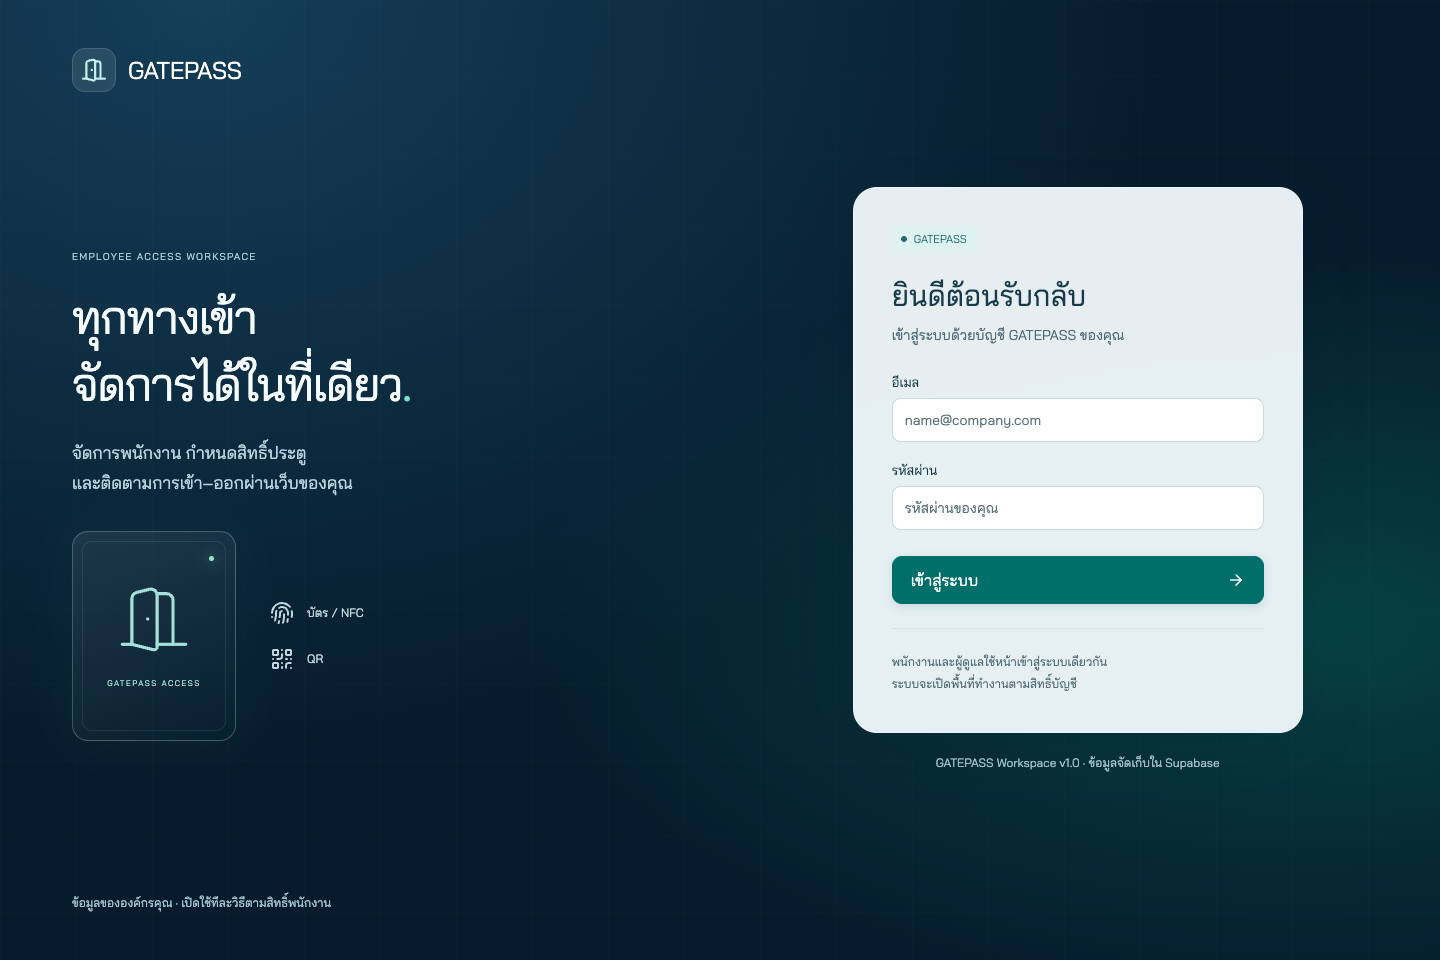 GATEPASS
EMPLOYEE ACCESS WORKSPACE
ทุกทางเข้า
จัดการได้ในที่เดียว.
จัดการพนักงาน กำหนดสิทธิ์ประตู
และติดตามการเข้า–ออกผ่านเว็บของคุณ
GATEPASS ACCESS
บัตร / NFC
QR
ข้อมูลขององค์กรคุณ · เปิดใช้ทีละวิธีตามสิทธิ์พนักงาน
GATEPASS
ยินดีต้อนรับกลับ
เข้าสู่ระบบด้วยบัญชี GATEPASS ของคุณ
อีเมล
name@company.com
รหัสผ่าน
รหัสผ่านของคุณ
เข้าสู่ระบบ
พนักงานและผู้ดูแลใช้หน้าเข้าสู่ระบบเดียวกัน
ระบบจะเปิดพื้นที่ทำงานตามสิทธิ์บัญชี
GATEPASS Workspace v1.0 · ข้อมูลจัดเก็บใน Supabase